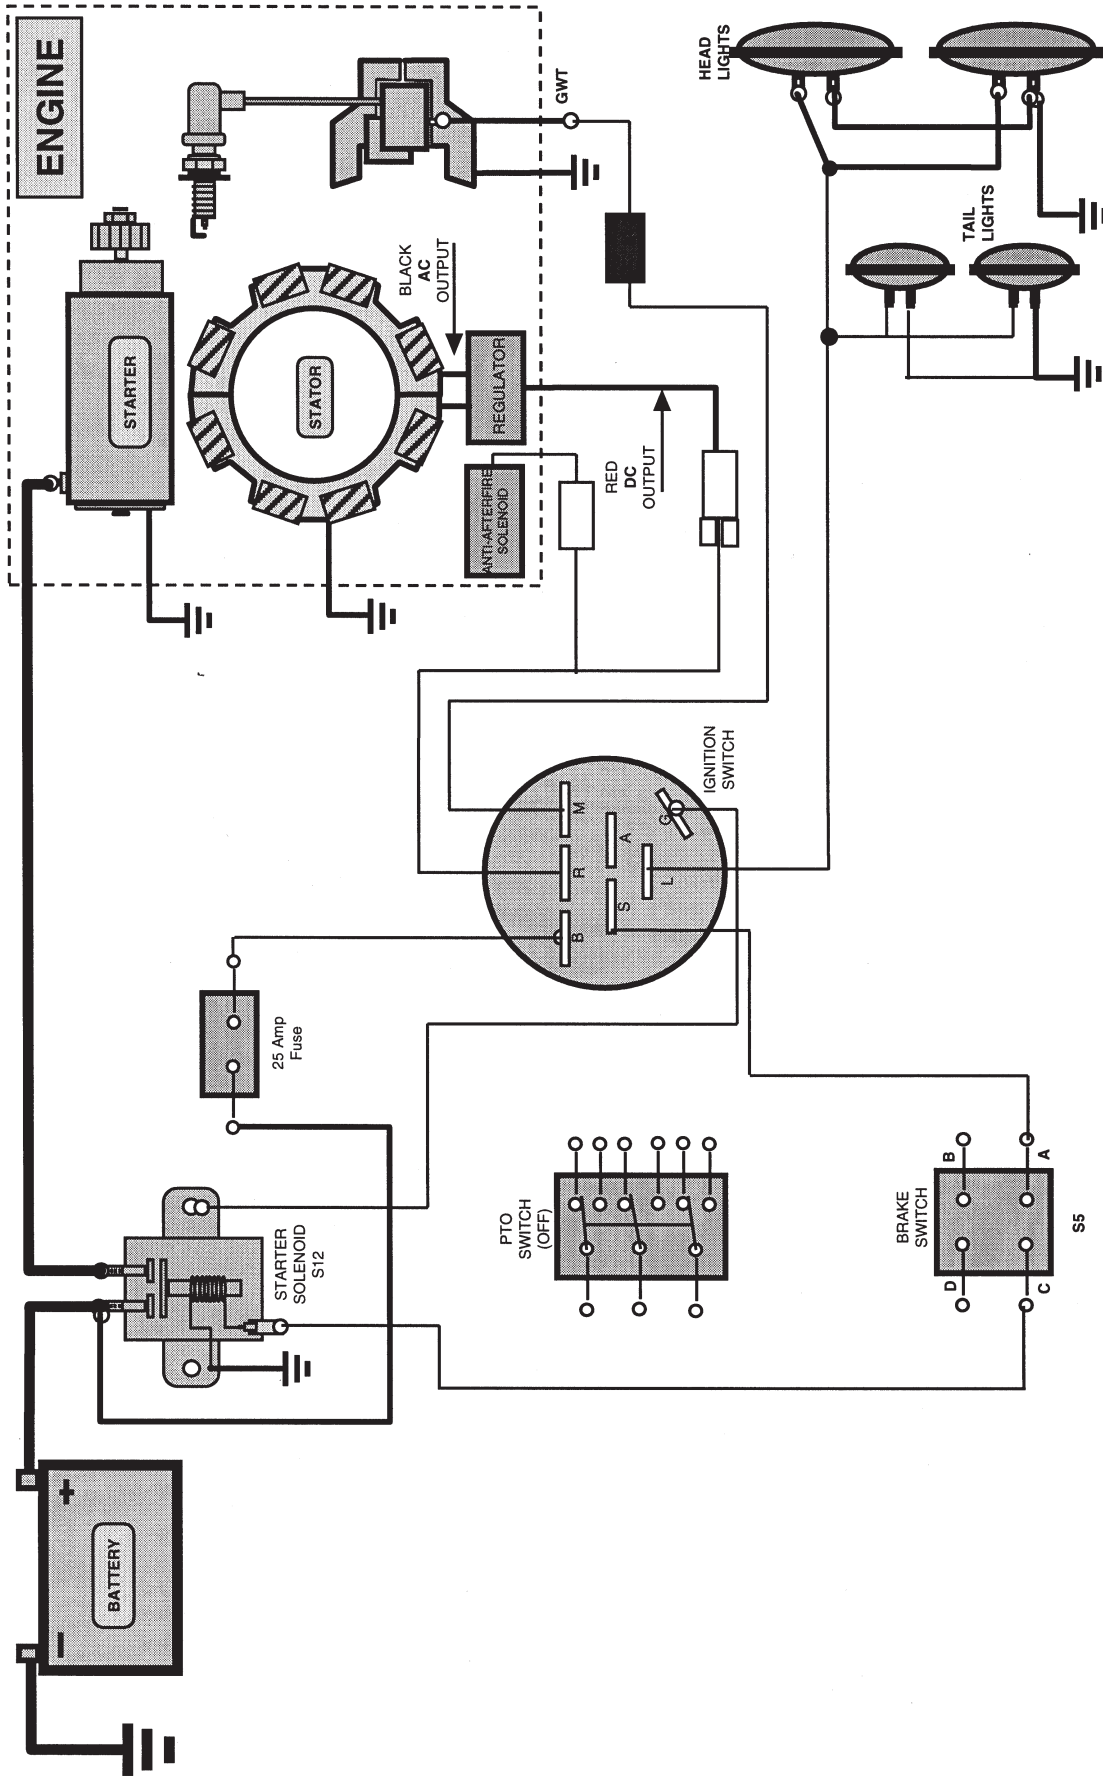 ENGINE
STARTER
STATOR
BLACK
AC
OUTPUT
REGULATOR
ANTI-AFTERFIRE
SOLENOID
RED
DC
OUTPUT
GWT
HEAD
LIGHTS
TAIL
LIGHTS
IGNITION
SWITCH
B
R
M
S
A
L
G
25 Amp
Fuse
STARTER
SOLENOID
S12
PTO
SWITCH
(OFF)
BRAKE
SWITCH
B
A
D
C
S5
BATTERY
+
−